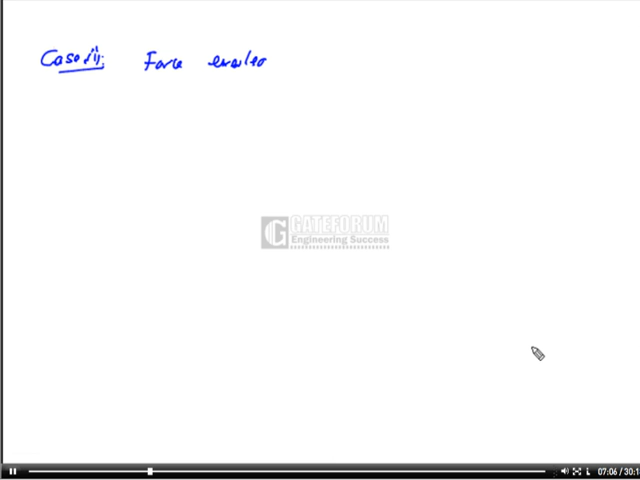 Case ii: Force
GATEFORUM
Engineering Success
07:06 / 30:1